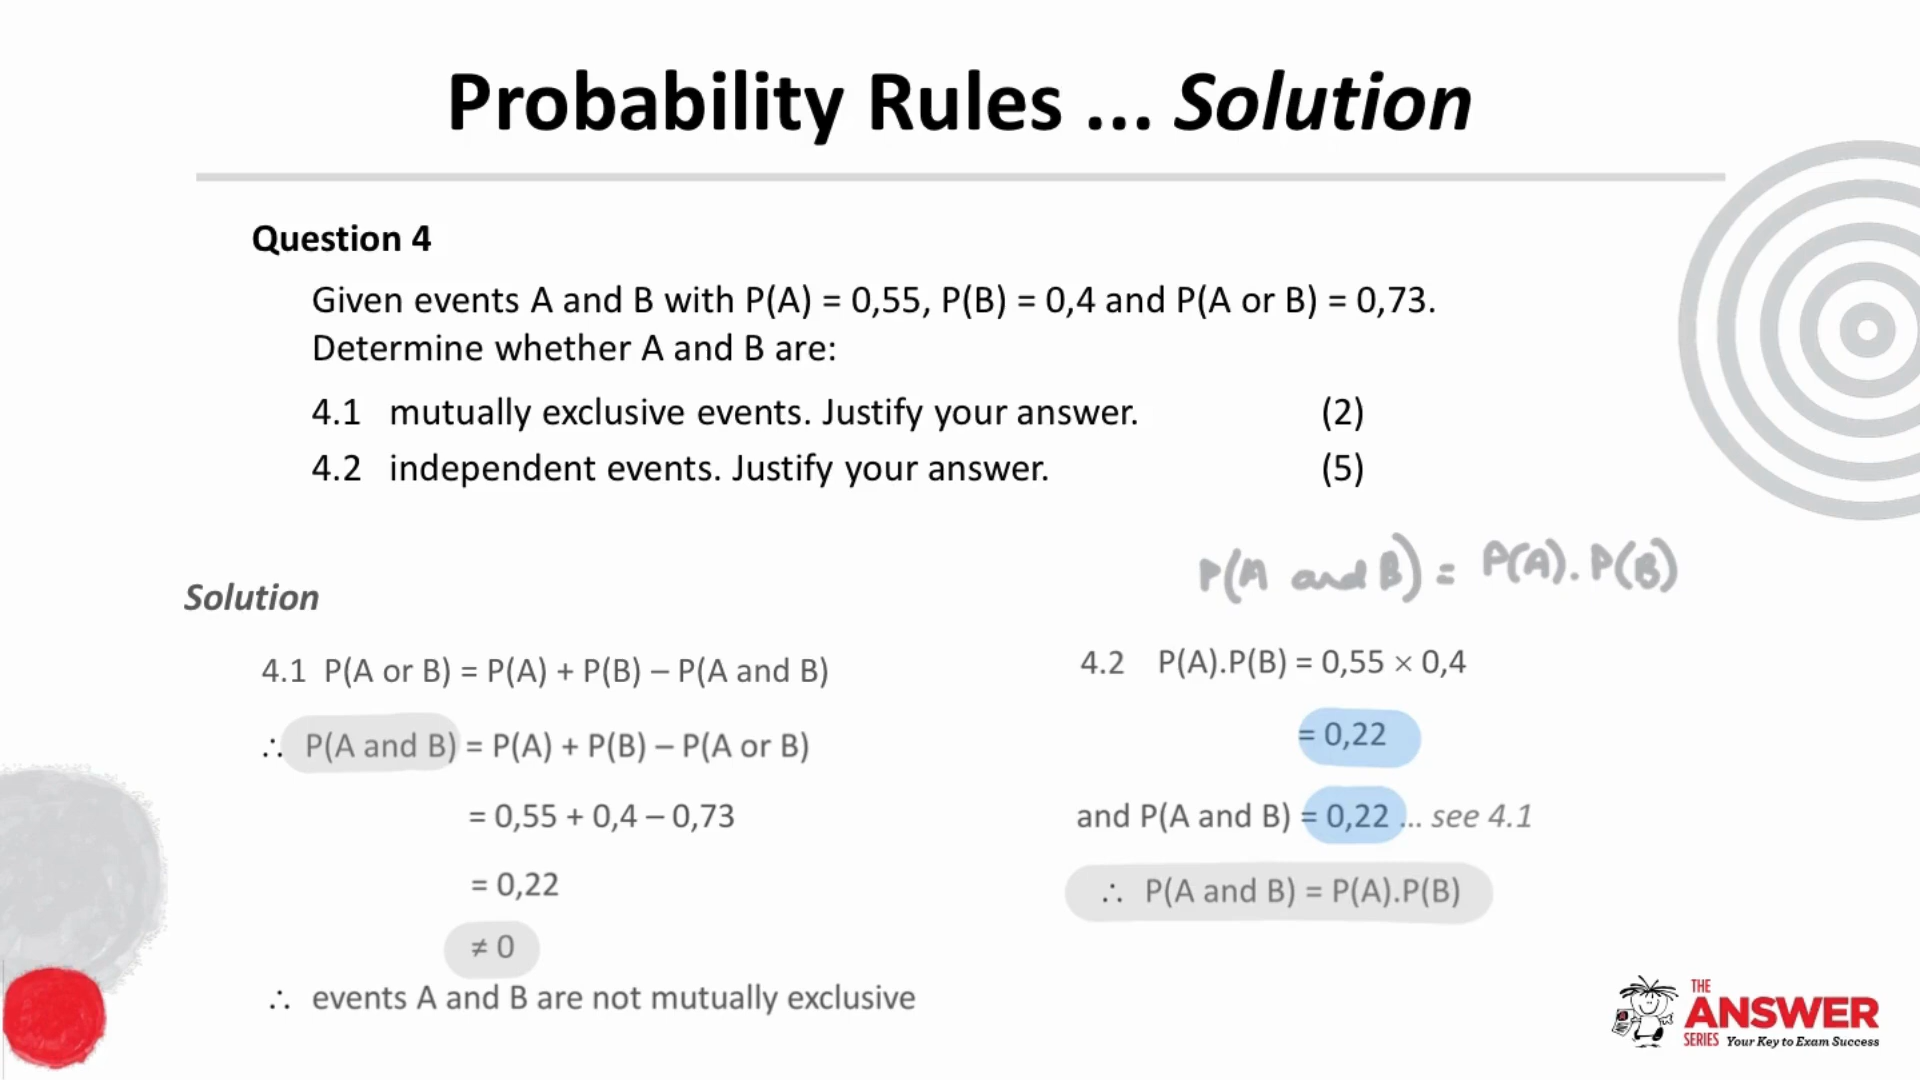 Probability Rules ... Solution
Question 4
Given events A and B with P(A) = 0,55, P(B) = 0,4 and P(A or B) = 0,73.
Determine whether A and B are:
4.1 mutually exclusive events. Justify your answer. (2)
4.2 independent events. Justify your answer. (5)
P(A and B) = P(A). P(B)
Solution
4.1 P(A or B) = P(A) + P(B) – P(A and B)
∴ P(A and B) = P(A) + P(B) – P(A or B)
= 0,55 + 0,4 – 0,73
= 0,22
≠ 0
∴ events A and B are not mutually exclusive
4.2 P(A).P(B) = 0,55 × 0,4
= 0,22
and P(A and B) = 0,22 ... see 4.1
∴ P(A and B) = P(A).P(B)
THE
ANSWER
SERIES Your Key to Exam Success